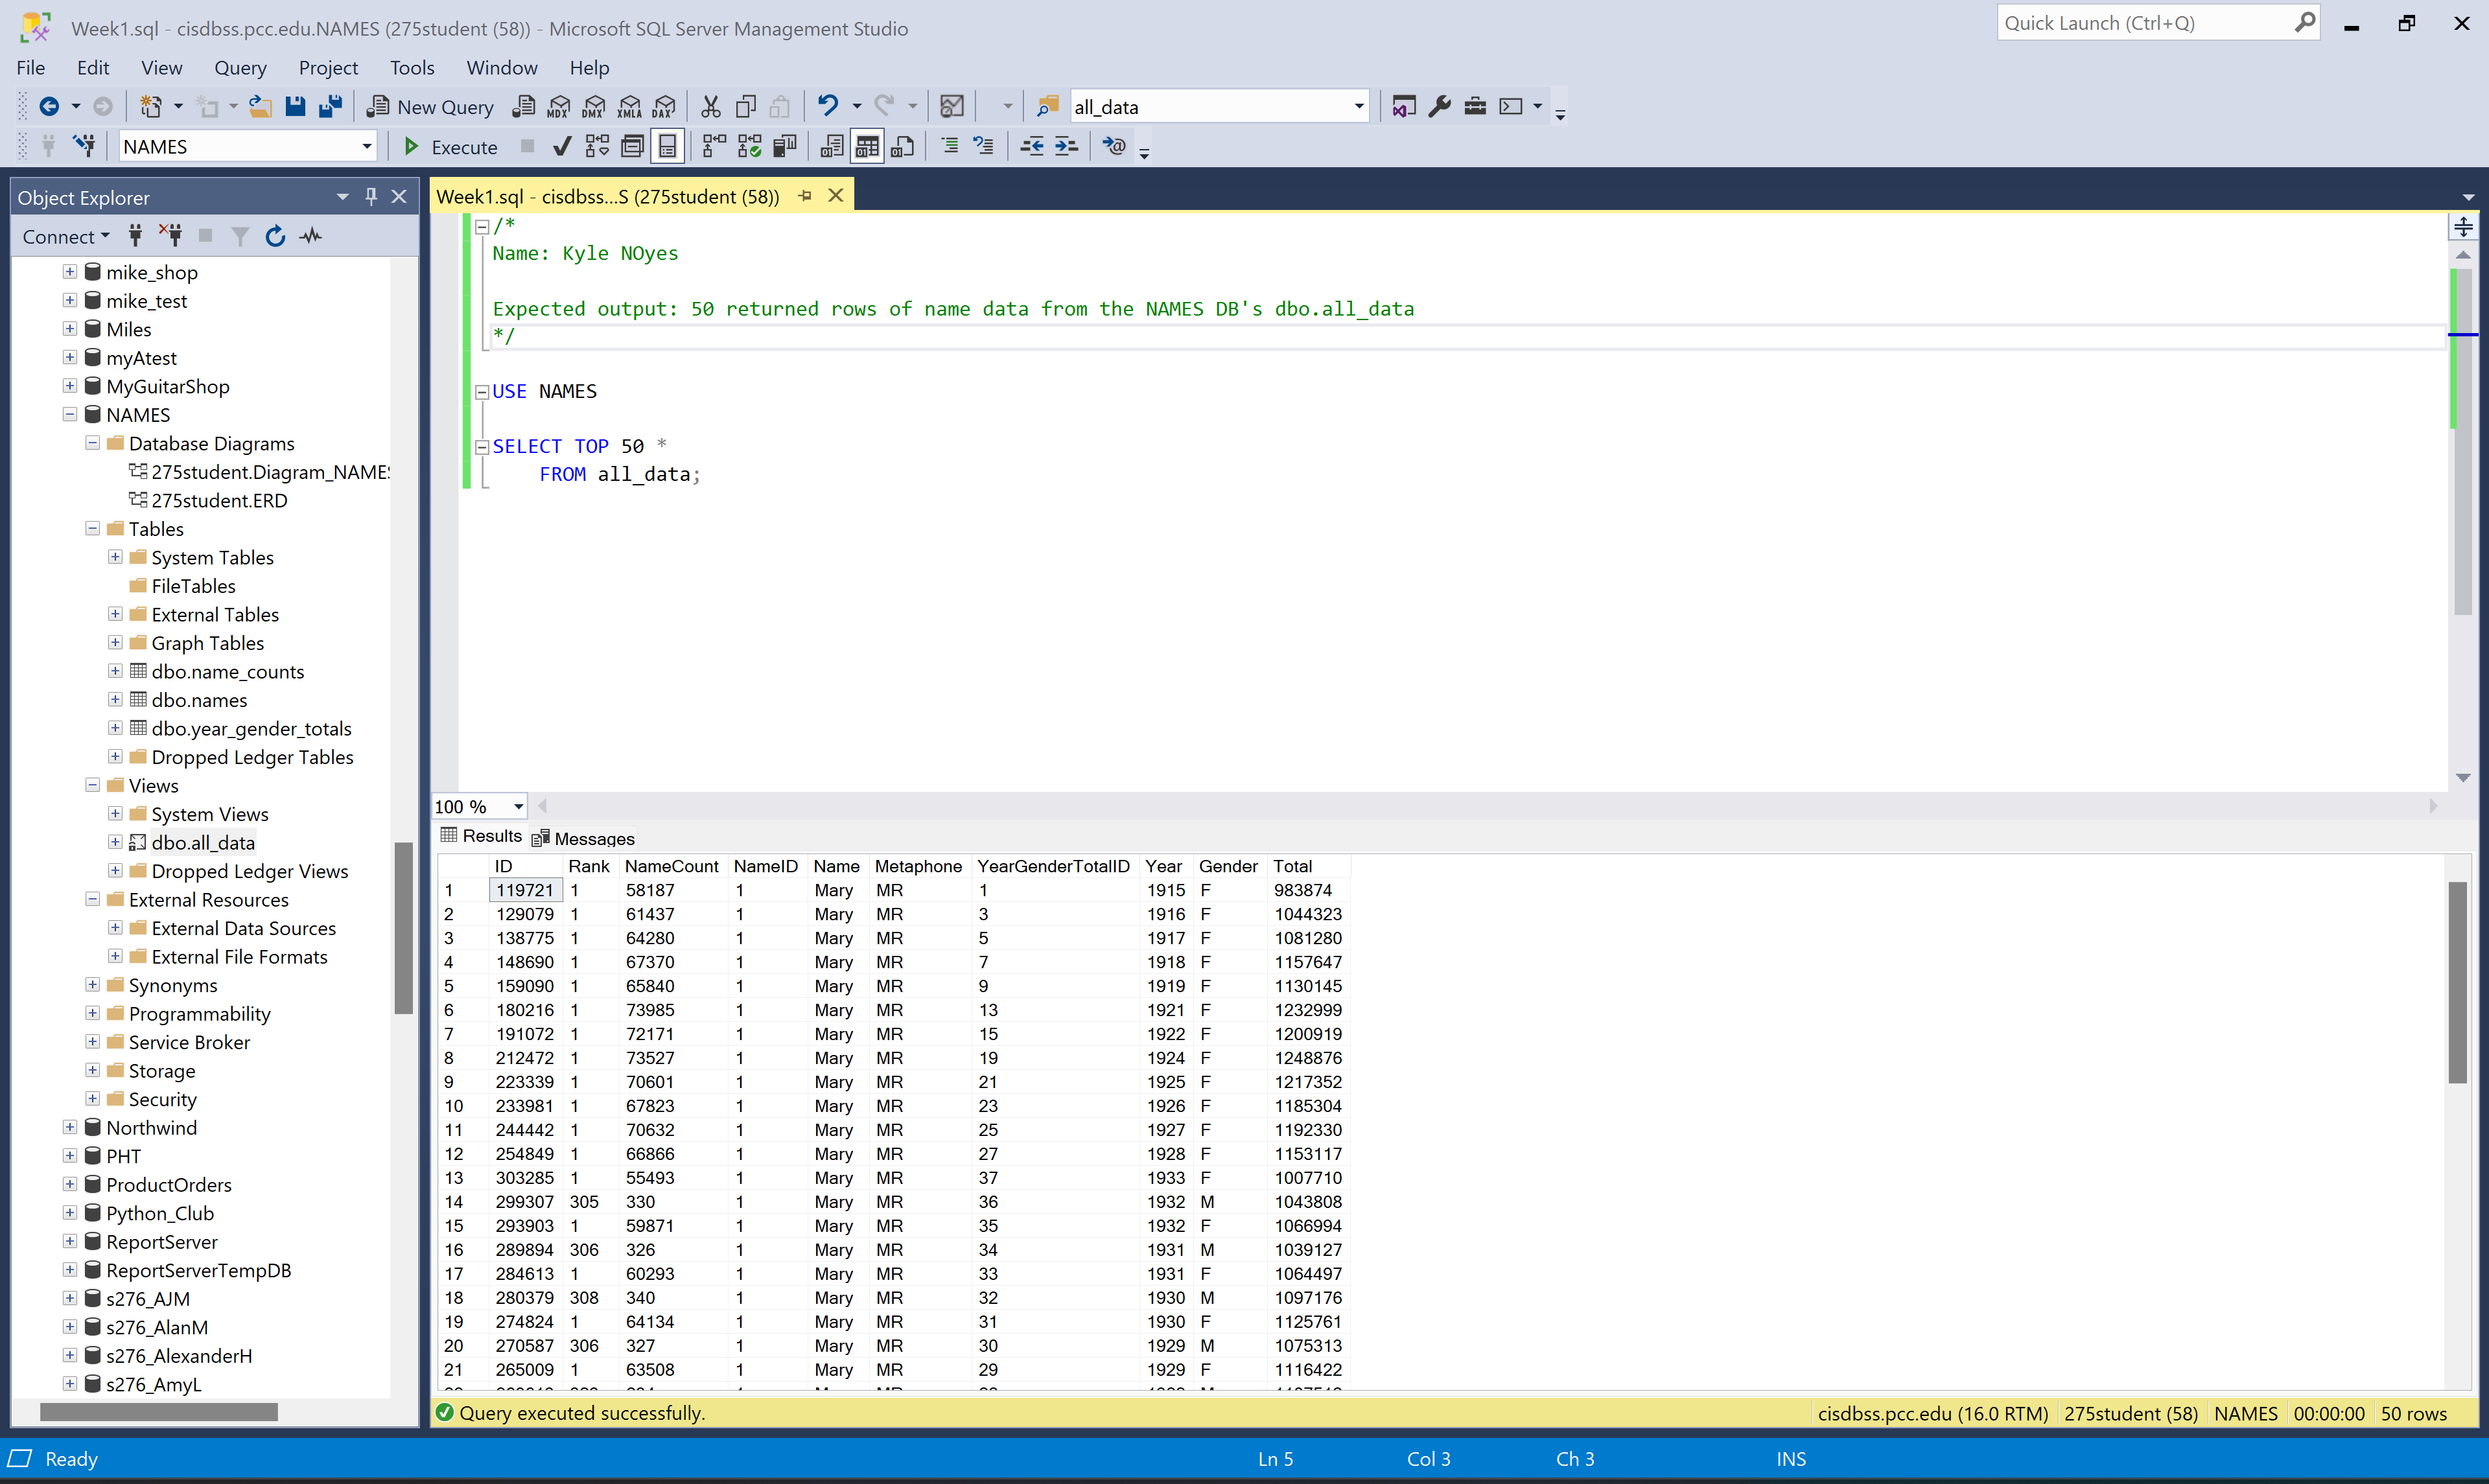 Week1.sql - cisdbss.pcc.edu.NAMES (275student (58)) - Microsoft SQL Server Management Studio
Quick Launch (Ctrl+Q)
File Edit View Query Project Tools Window Help
New Query MDX DMX XMLA DAX all_data
NAMES Execute
Object Explorer
Connect
mike_shop
mike_test
Miles
myAtest
MyGuitarShop
NAMES
Database Diagrams
275student.Diagram_NAMES
275student.ERD
Tables
System Tables
FileTables
External Tables
Graph Tables
dbo.name_counts
dbo.names
dbo.year_gender_totals
Dropped Ledger Tables
Views
System Views
dbo.all_data
Dropped Ledger Views
External Resources
External Data Sources
External File Formats
Synonyms
Programmability
Service Broker
Storage
Security
Northwind
PHT
ProductOrders
Python_Club
ReportServer
ReportServerTempDB
s276_AJM
s276_AlanM
s276_AlexanderH
s276_AmyL
Week1.sql - cisdbss...S (275student (58))
/*
Name: Kyle NOyes
Expected output: 50 returned rows of name data from the NAMES DB's dbo.all_data
*/
USE NAMES
SELECT TOP 50 *
FROM all_data;
100 %
Results Messages
ID Rank NameCount NameID Name Metaphone YearGenderTotalID Year Gender Total
1 119721 1 58187 1 Mary MR 1 1915 F 983874
2 129079 1 61437 1 Mary MR 3 1916 F 1044323
3 138775 1 64280 1 Mary MR 5 1917 F 1081280
4 148690 1 67370 1 Mary MR 7 1918 F 1157647
5 159090 1 65840 1 Mary MR 9 1919 F 1130145
6 180216 1 73985 1 Mary MR 13 1921 F 1232999
7 191072 1 72171 1 Mary MR 15 1922 F 1200919
8 212472 1 73527 1 Mary MR 19 1924 F 1248876
9 223339 1 70601 1 Mary MR 21 1925 F 1217352
10 233981 1 67823 1 Mary MR 23 1926 F 1185304
11 244442 1 70632 1 Mary MR 25 1927 F 1192330
12 254849 1 66866 1 Mary MR 27 1928 F 1153117
13 303285 1 55493 1 Mary MR 37 1933 F 1007710
14 299307 305 330 1 Mary MR 36 1932 M 1043808
15 293903 1 59871 1 Mary MR 35 1932 F 1066994
16 289894 306 326 1 Mary MR 34 1931 M 1039127
17 284613 1 60293 1 Mary MR 33 1931 F 1064497
18 280379 308 340 1 Mary MR 32 1930 M 1097176
19 274824 1 64134 1 Mary MR 31 1930 F 1125761
20 270587 306 327 1 Mary MR 30 1929 M 1075313
21 265009 1 63508 1 Mary MR 29 1929 F 1116422
Query executed successfully.
cisdbss.pcc.edu (16.0 RTM) 275student (58) NAMES 00:00:00 50 rows
Ready Ln 5 Col 3 Ch 3 INS